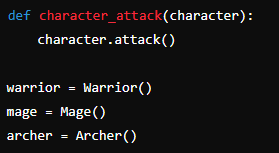 def character_attack(character):
    character.attack()

warrior = Warrior()
mage = Mage()
archer = Archer()